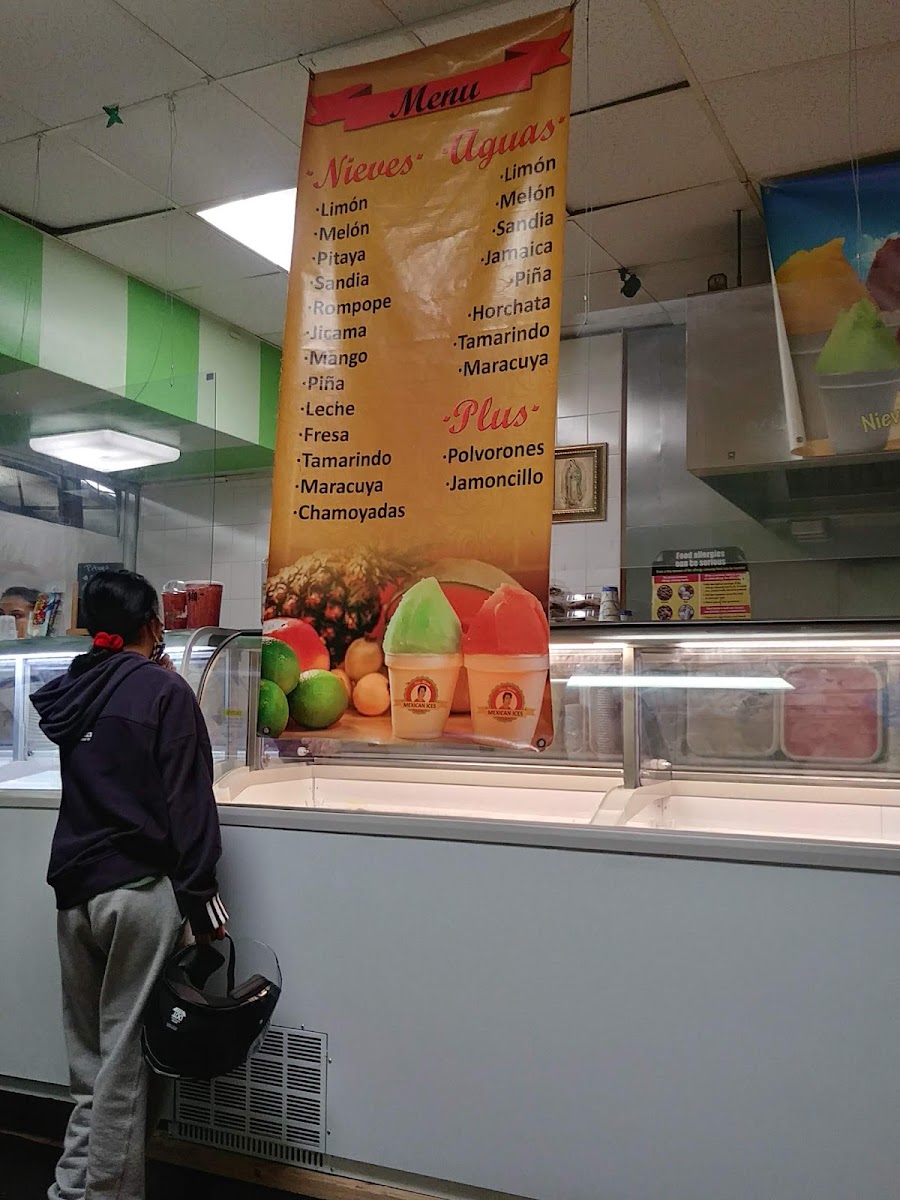 Menu
-Nieves-
·Limón
·Melón
·Pitaya
·Sandia
·Rompope
·Jicama
·Mango
·Piña
·Leche
·Fresa
·Tamarindo
·Maracuya
·Chamoyadas
-Aguas-
·Limón
·Melón
·Sandia
·Jamaica
·Piña
·Horchata
·Tamarindo
·Maracuya
-Plus-
·Polvorones
·Jamoncillo
MEXICAN ICES
MEXICAN ICES
Food allergies
can be serious